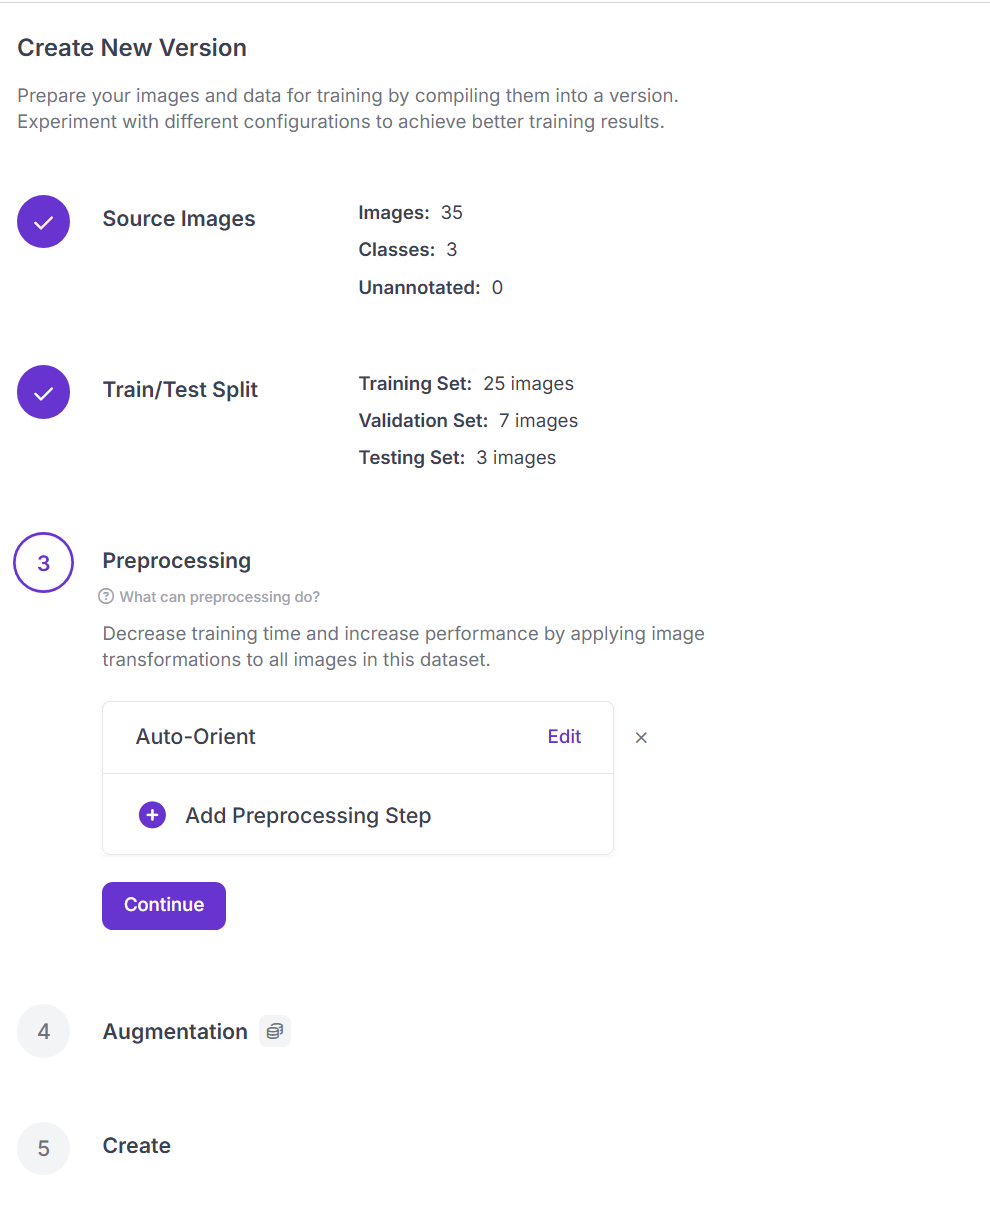 Create New Version
Prepare your images and data for training by compiling them into a version.
Experiment with different configurations to achieve better training results.
Source Images
Images: 35
Classes: 3
Unannotated: 0
Train/Test Split
Training Set: 25 images
Validation Set: 7 images
Testing Set: 3 images
3
Preprocessing
? What can preprocessing do?
Decrease training time and increase performance by applying image
transformations to all images in this dataset.
Auto-Orient
Edit
×
+ Add Preprocessing Step
Continue
4
Augmentation
5
Create